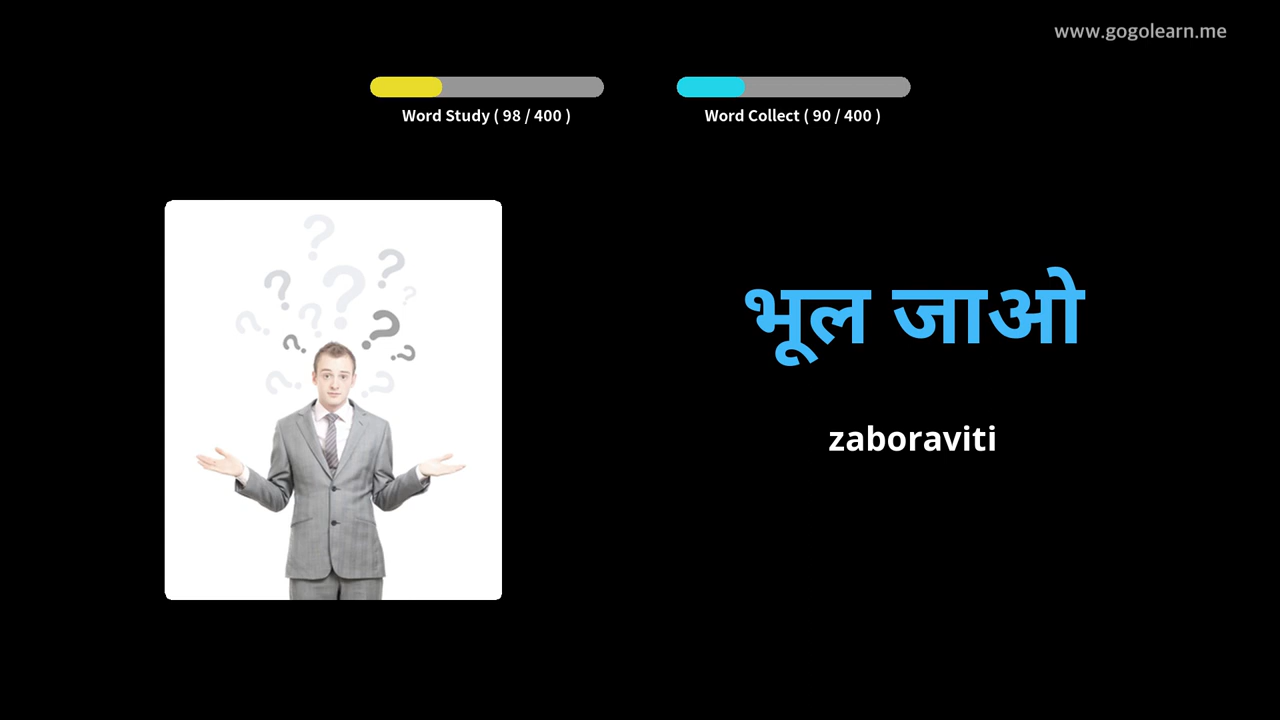 www.gogolearn.me
Word Study ( 98 / 400 )
Word Collect ( 90 / 400 )
भूल जाओ
zaboraviti